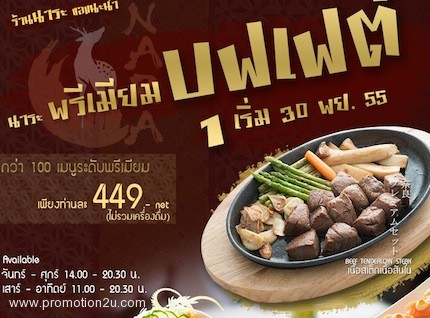 ร้านนาระ ขอแนะนำ
NARA
นาระ พรีเมียม บุฟเฟต์
1 เริ่ม 30 พย. 55
กว่า 100 เมนูระดับพรีเมียม
เพียงท่านละ 449.- net
(ไม่รวมเครื่องดื่ม)
BEEF TENDERLOIN STEAK
เนื้อสเต็กเนื้อสันใน
Available
จันทร์ - ศุกร์ 14.00 - 20.30 น.
เสาร์ - อาทิตย์ 11.00 - 20.30 น.
www.promotion2u.com